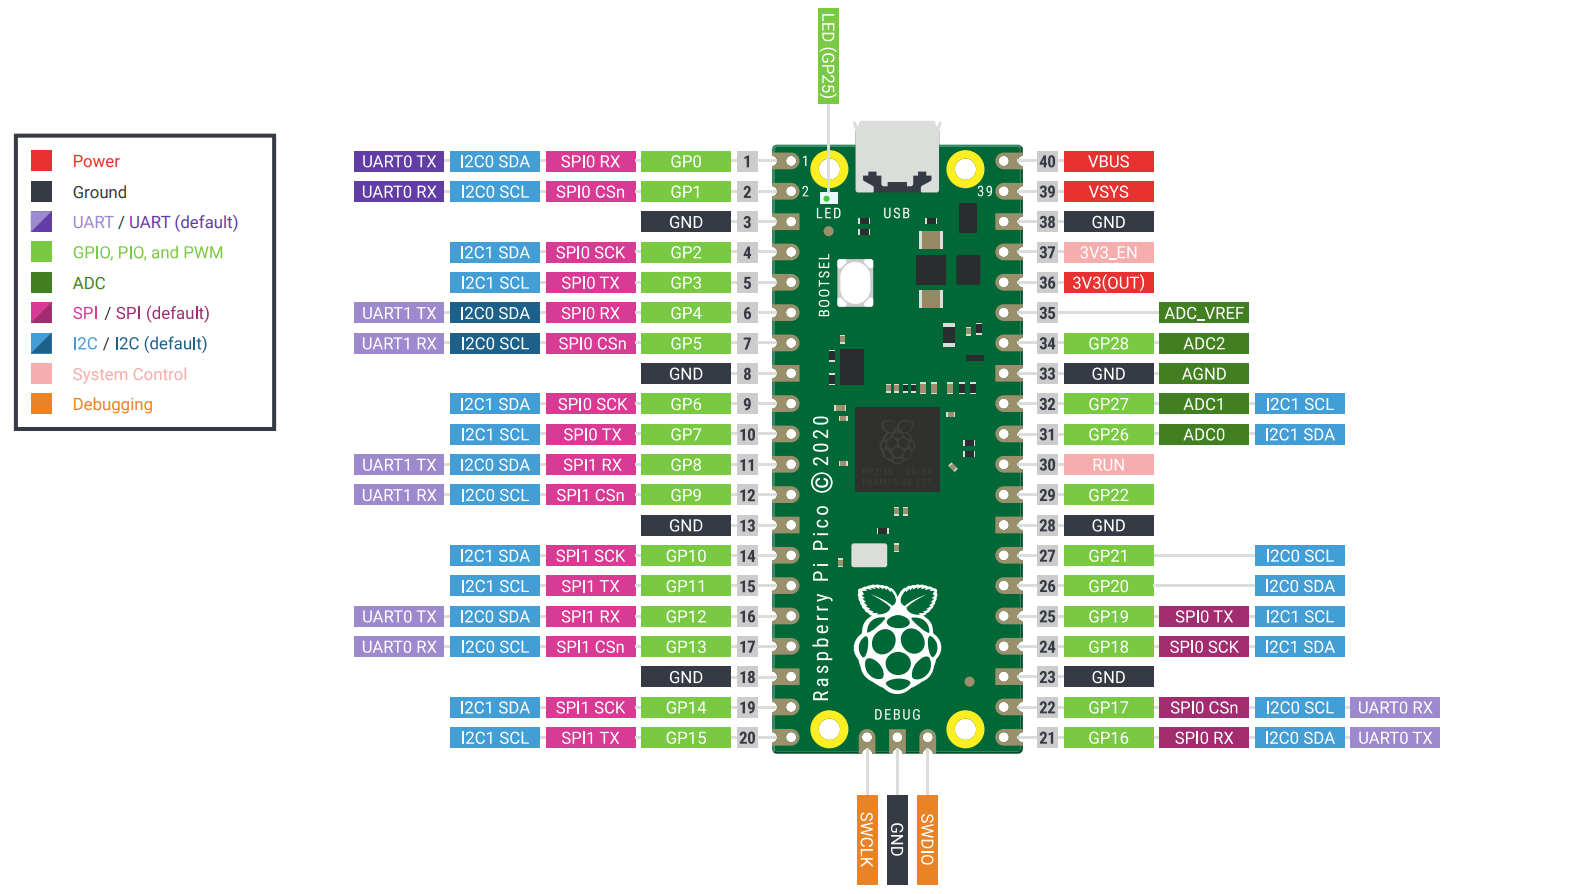 LED (GP25)
Power
Ground
UART / UART (default)
GPIO, PIO, and PWM
ADC
SPI / SPI (default)
I2C / I2C (default)
System Control
Debugging
UART0 TX I2C0 SDA SPI0 RX GP0 1
UART0 RX I2C0 SCL SPI0 CSn GP1 2
GND 3
I2C1 SDA SPI0 SCK GP2 4
I2C1 SCL SPI0 TX GP3 5
UART1 TX I2C0 SDA SPI0 RX GP4 6
UART1 RX I2C0 SCL SPI0 CSn GP5 7
GND 8
I2C1 SDA SPI0 SCK GP6 9
I2C1 SCL SPI0 TX GP7 10
UART1 TX I2C0 SDA SPI1 RX GP8 11
UART1 RX I2C0 SCL SPI1 CSn GP9 12
GND 13
I2C1 SDA SPI1 SCK GP10 14
I2C1 SCL SPI1 TX GP11 15
UART0 TX I2C0 SDA SPI1 RX GP12 16
UART0 RX I2C0 SCL SPI1 CSn GP13 17
GND 18
I2C1 SDA SPI1 SCK GP14 19
I2C1 SCL SPI1 TX GP15 20
1
2
39
LED
USB
BOOTSEL
Raspberry Pi Pico © 2020
DEBUG
40 VBUS
39 VSYS
38 GND
37 3V3_EN
36 3V3(OUT)
35 ADC_VREF
34 GP28 ADC2
33 GND AGND
32 GP27 ADC1 I2C1 SCL
31 GP26 ADC0 I2C1 SDA
30 RUN
29 GP22
28 GND
27 GP21 I2C0 SCL
26 GP20 I2C0 SDA
25 GP19 SPI0 TX I2C1 SCL
24 GP18 SPI0 SCK I2C1 SDA
23 GND
22 GP17 SPI0 CSn I2C0 SCL UART0 RX
21 GP16 SPI0 RX I2C0 SDA UART0 TX
SWCLK
GND
SWDIO